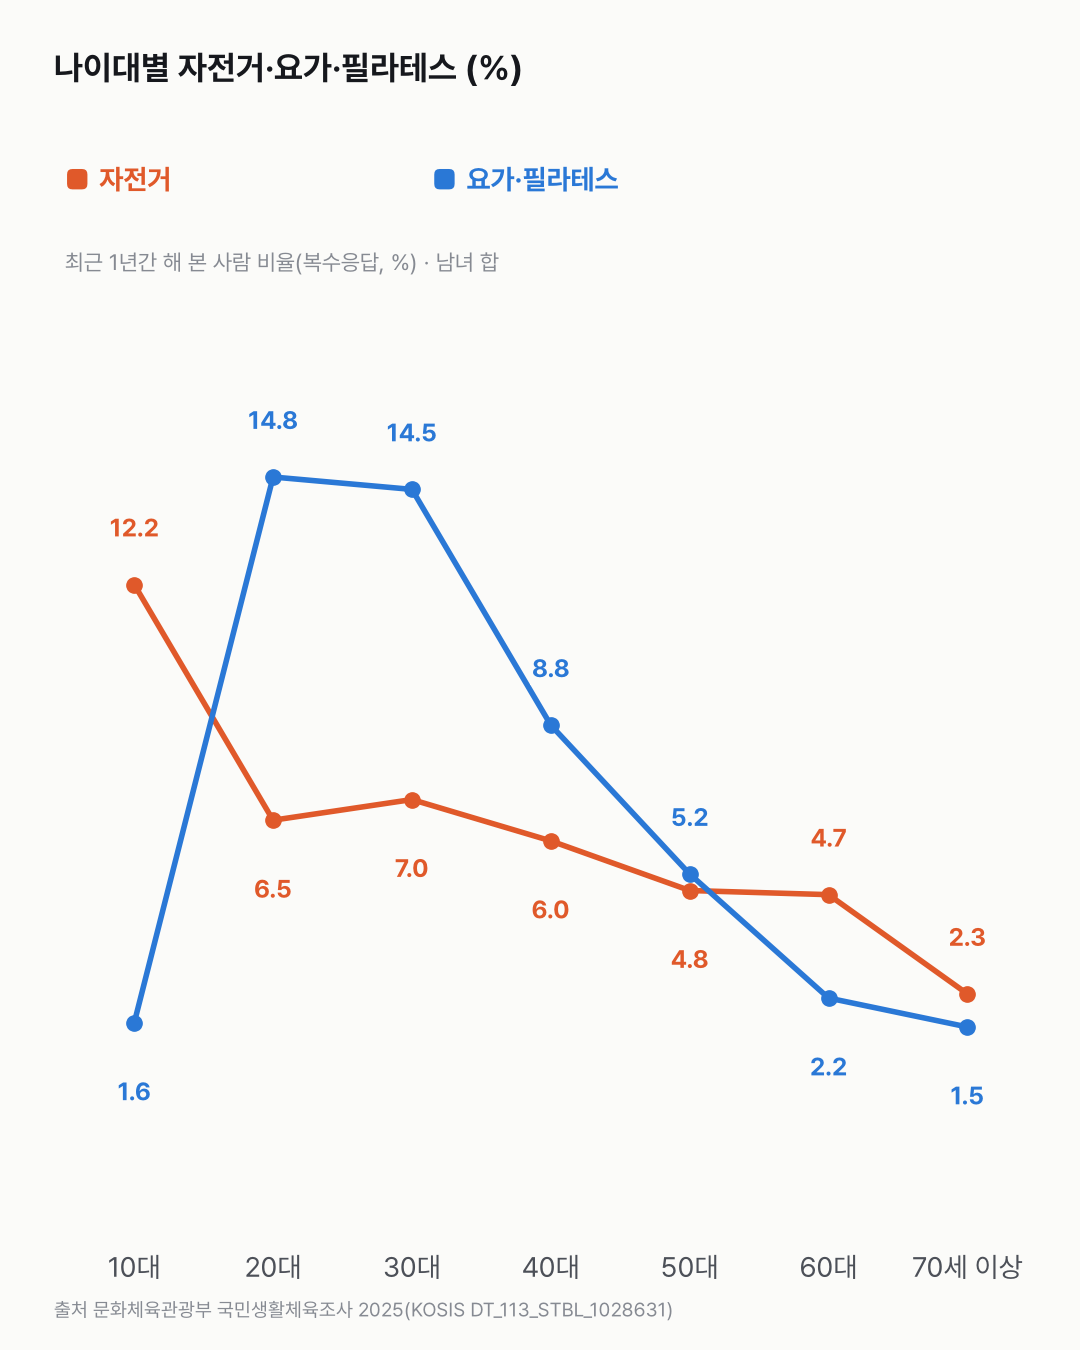 나이대별 자전거·요가·필라테스 (%)
자전거
요가·필라테스
최근 1년간 해 본 사람 비율(복수응답, %) · 남녀 합
14.8
14.5
12.2
8.8
5.2
4.7
7.0
6.5
6.0
2.3
4.8
2.2
1.6
1.5
10대 20대 30대 40대 50대 60대 70세 이상
출처 문화체육관광부 국민생활체육조사 2025(KOSIS DT_113_STBL_1028631)